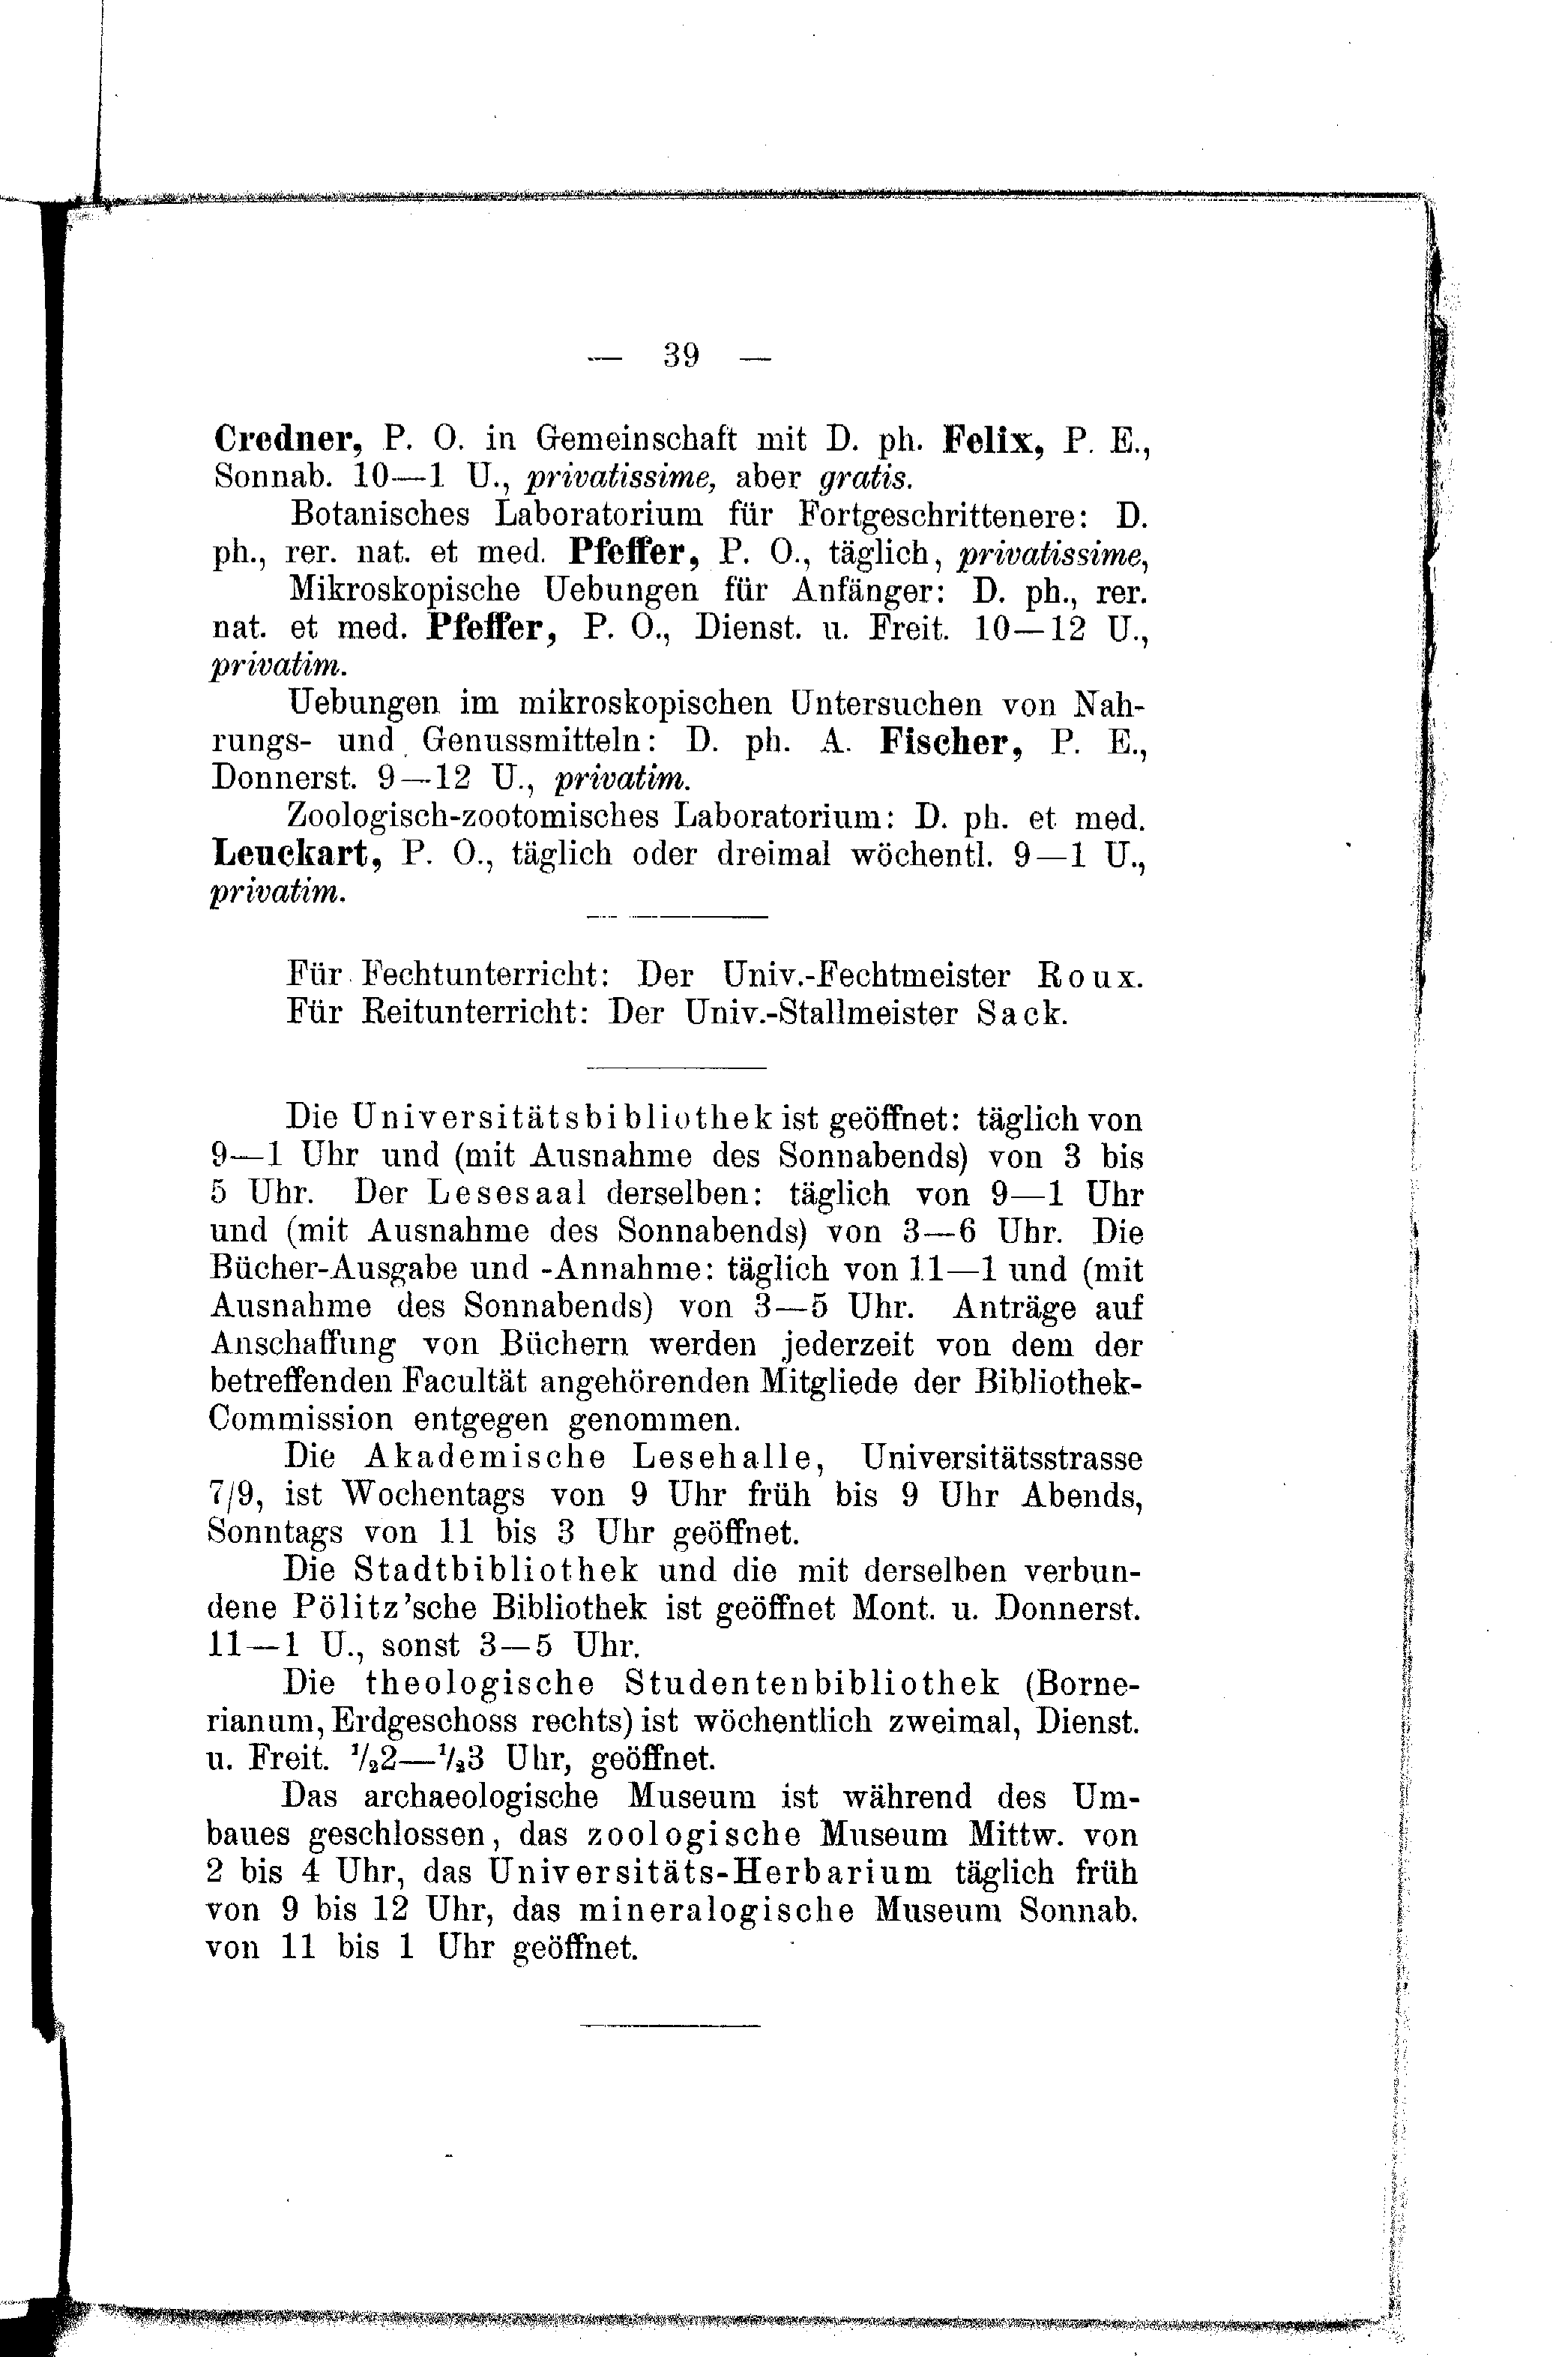 — 39 —
Credner, P. O. in Gemeinschaft mit D. ph. Felix, P. E.,
Sonnab. 10—1 U., privatissime, aber gratis.
Botanisches Laboratorium für Fortgeschrittenere: D.
ph., rer. nat. et med. Pfeffer, P. O., täglich, privatissime,
Mikroskopische Uebungen für Anfänger: D. ph., rer.
nat. et med. Pfeffer, P. O., Dienst. u. Freit. 10—12 U.,
privatim.
Uebungen im mikroskopischen Untersuchen von Nah-
rungs- und Genussmitteln: D. ph. A. Fischer, P. E.,
Donnerst. 9—12 U., privatim.
Zoologisch-zootomisches Laboratorium: D. ph. et med.
Leuckart, P. O., täglich oder dreimal wöchentl. 9—1 U.,
privatim.
Für Fechtunterricht: Der Univ.-Fechtmeister Roux.
Für Reitunterricht: Der Univ.-Stallmeister Sack.
Die Universitätsbibliothek ist geöffnet: täglich von
9—1 Uhr und (mit Ausnahme des Sonnabends) von 3 bis
5 Uhr. Der Lesesaal derselben: täglich von 9—1 Uhr
und (mit Ausnahme des Sonnabends) von 3—6 Uhr. Die
Bücher-Ausgabe und -Annahme: täglich von 11—1 und (mit
Ausnahme des Sonnabends) von 3—5 Uhr. Anträge auf
Anschaffung von Büchern werden jederzeit von dem der
betreffenden Facultät angehörenden Mitgliede der Bibliothek-
Commission entgegen genommen.
Die Akademische Lesehalle, Universitätsstrasse
7/9, ist Wochentags von 9 Uhr früh bis 9 Uhr Abends,
Sonntags von 11 bis 3 Uhr geöffnet.
Die Stadtbibliothek und die mit derselben verbun-
dene Pölitz'sche Bibliothek ist geöffnet Mont. u. Donnerst.
11—1 U., sonst 3—5 Uhr.
Die theologische Studentenbibliothek (Borne-
rianum, Erdgeschoss rechts) ist wöchentlich zweimal, Dienst.
u. Freit. ½2—½3 Uhr, geöffnet.
Das archaeologische Museum ist während des Um-
baues geschlossen, das zoologische Museum Mittw. von
2 bis 4 Uhr, das Universitäts-Herbarium täglich früh
von 9 bis 12 Uhr, das mineralogische Museum Sonnab.
von 11 bis 1 Uhr geöffnet.